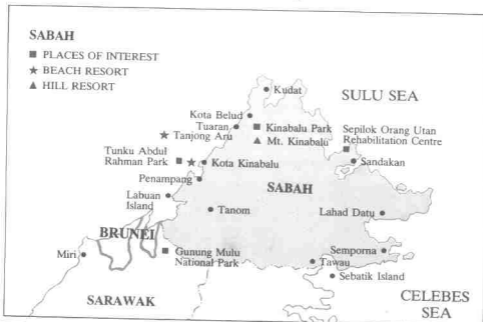 SABAH
PLACES OF INTEREST
BEACH RESORT
HILL RESORT
Kudat
SULU SEA
Kota Belud
Tuaran
Tanjong Aru
Kinabalu Park
Mt. Kinabalu
Sepilok Orang Utan
Rehabilitation Centre
Sandakan
Tunku Abdul
Rahman Park
Kota Kinabalu
Penampang
SABAH
Labuan
Island
Tanom
Lahad Datu
BRUNEI
Miri
Gunung Mulu
National Park
Semporna
Tawau
Sebatik Island
SARAWAK
CELEBES
SEA